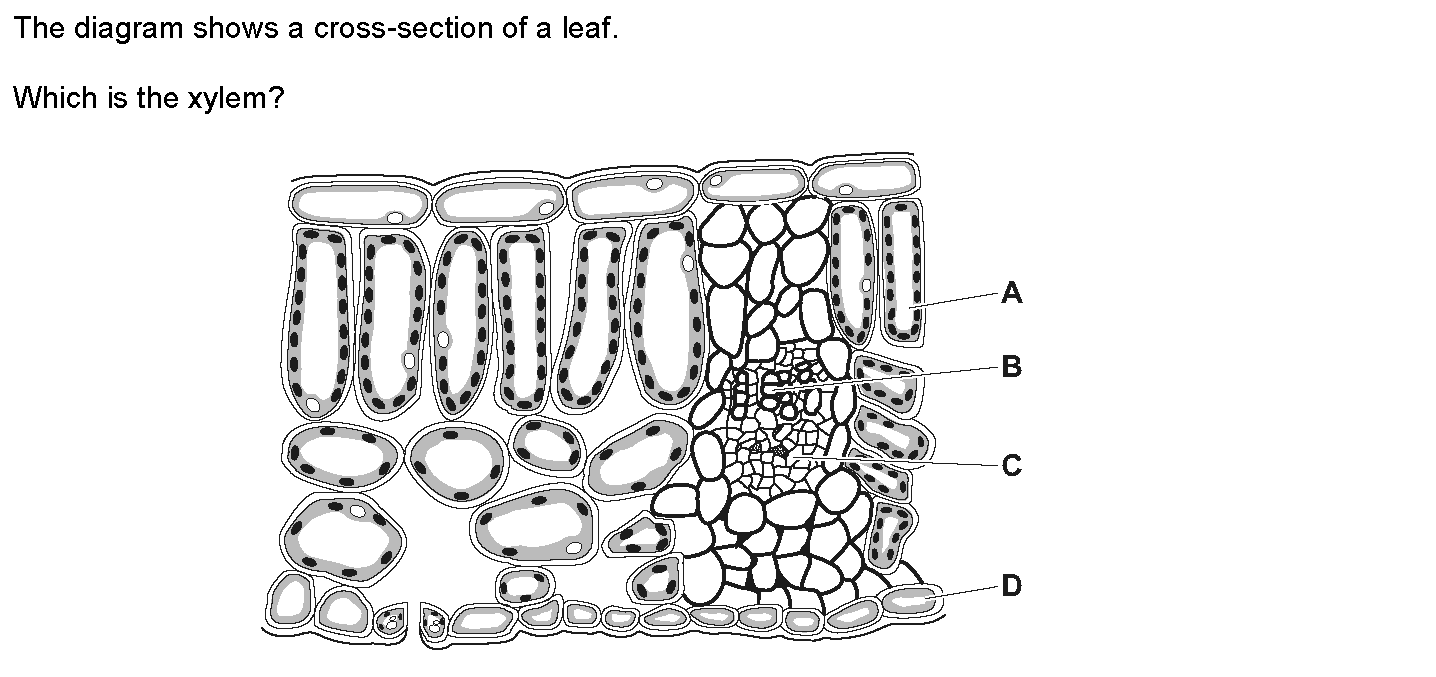 The diagram shows a cross-section of a leaf.
Which is the xylem?
A
B
C
D